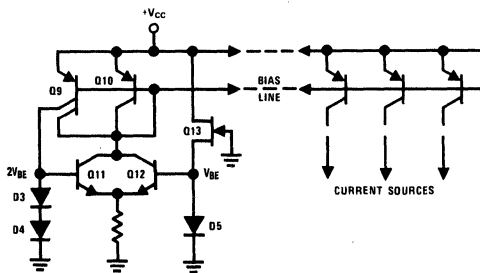 +VCC
Q9
Q10
BIAS
LINE
Q13
2VBE
Q11
Q12
VBE
D3
D4
D5
CURRENT SOURCES